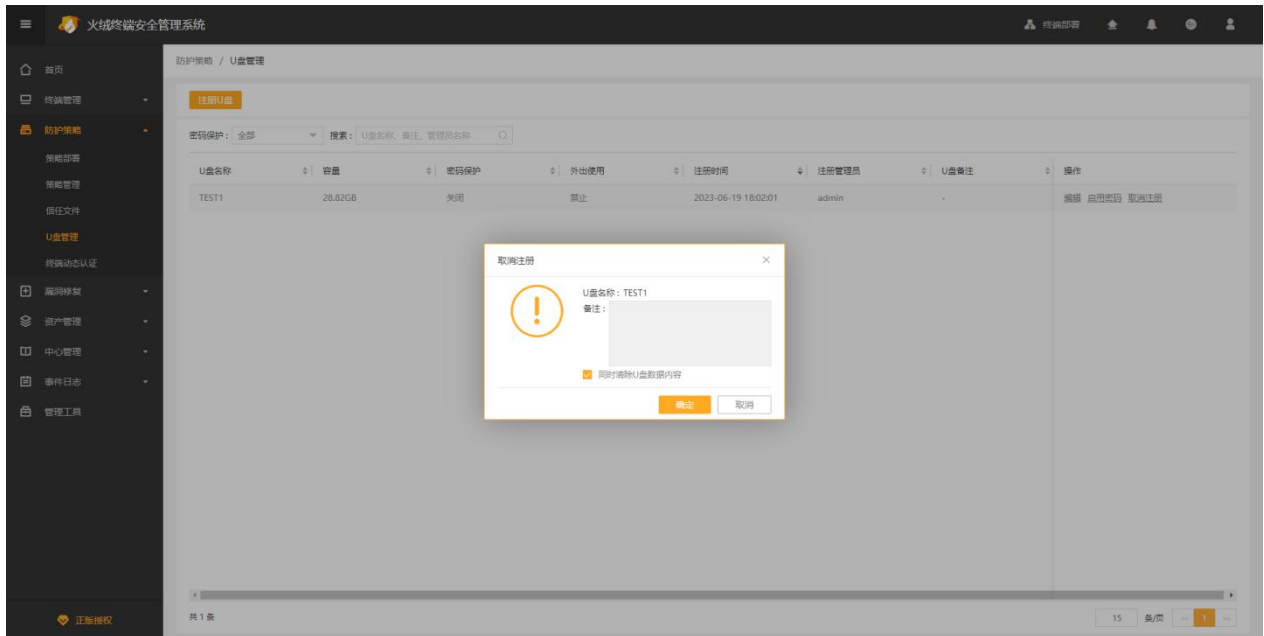 火绒终端安全管理系统
终端部署
首页
终端管理
防护策略
策略部署
策略管理
信任文件
U盘管理
终端动态认证
漏洞修复
资产管理
中心管理
事件日志
管理工具
正版授权
防护策略 / U盘管理
注册U盘
密码保护： 全部 搜索： U盘名称、备注、管理员名称
U盘名称 容量 密码保护 外出使用 注册时间 注册管理员 U盘备注 操作
TEST1 28.82GB 关闭 禁止 2023-06-19 18:02:01 admin - 编辑 启用密码 取消注册
取消注册
U盘名称：TEST1
备注：
同时清除U盘数据内容
确定 取消
共 1 条 15 条/页 1